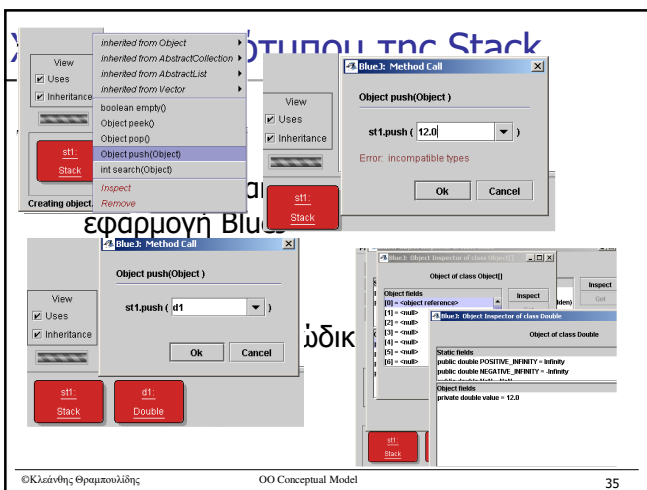 ότυπου της Stack
inherited from Object
inherited from AbstractCollection
inherited from AbstractList
inherited from Vector
boolean empty()
Object peek()
Object pop()
Object push(Object)
int search(Object)
Inspect
Remove
View
Uses
Inheritance
st1:
Stack
Creating object.
View
Uses
Inheritance
st1:
Stack
BlueJ: Method Call
Object push(Object )
st1.push ( 12.0 )
Error: incompatible types
Ok Cancel
εφαρμογή
View
Uses
Inheritance
BlueJ: Method Call
Object push(Object )
st1.push ( d1 )
Ok Cancel
ώδικ
st1:
Stack
d1:
Double
BlueJ: Object Inspector of class Object[]
Object of class Object[]
Object fields
[0] = <object reference>
[1] = <null>
[2] = <null>
[3] = <null>
[4] = <null>
[5] = <null>
[6] = <null>
Inspect
Inspect
Get
BlueJ: Object Inspector of class Double
Object of class Double
Static fields
public double POSITIVE_INFINITY = Infinity
public double NEGATIVE_INFINITY = -Infinity
Object fields
private double value = 12.0
st1:
Stack
©Κλεάνθης Θραμπουλίδης OO Conceptual Model 35